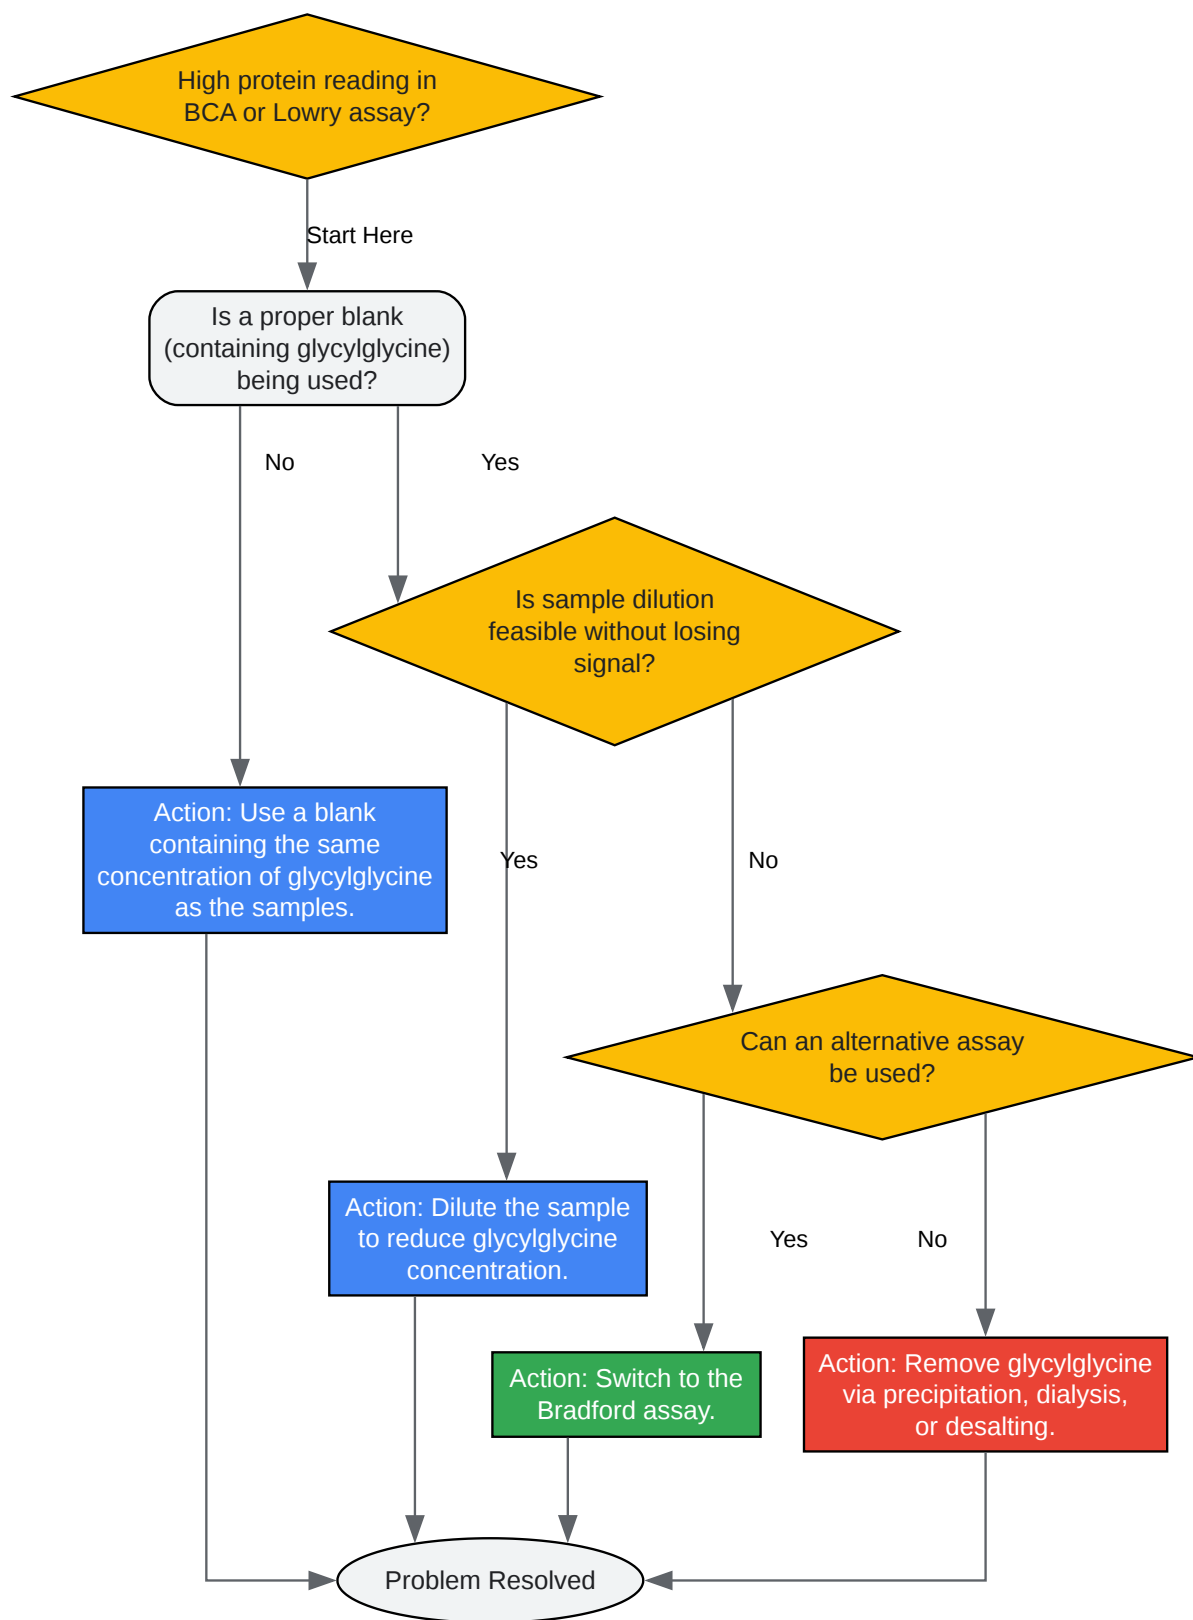 High protein reading in
BCA or Lowry assay?
Start Here
Is a proper blank
(containing glycylglycine)
being used?
No
Yes
Is sample dilution
feasible without losing
signal?
Action: Use a blank
containing the same
concentration of glycylglycine
as the samples.
Yes
No
Can an alternative assay
be used?
Action: Dilute the sample
to reduce glycylglycine
concentration.
Yes
No
Action: Switch to the
Bradford assay.
Action: Remove glycylglycine
via precipitation, dialysis,
or desalting.
Problem Resolved